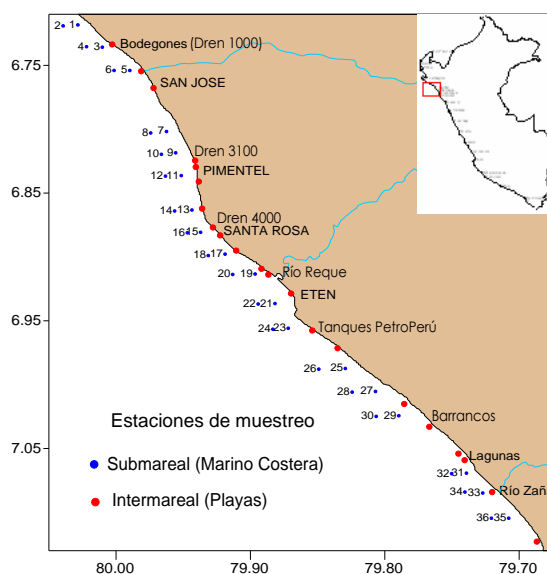 2 1
Bodegones (Dren 1000)
4 3
6.75
6 5
SAN JOSE
8 7
Dren 3100
10 9
PIMENTEL
12 11
6.85
14 13
Dren 4000
16 15
SANTA ROSA
18 17
Río Reque
20 19
ETEN
22 21
6.95
24 23
Tanques PetroPerú
26 25
28 27
Estaciones de muestreo
30 29
Barrancos
7.05
Submareal (Marino Costera)
Lagunas
32 31
Intermareal (Playas)
34 33
Río Zañ
36 35
80.00 79.90 79.80 79.70